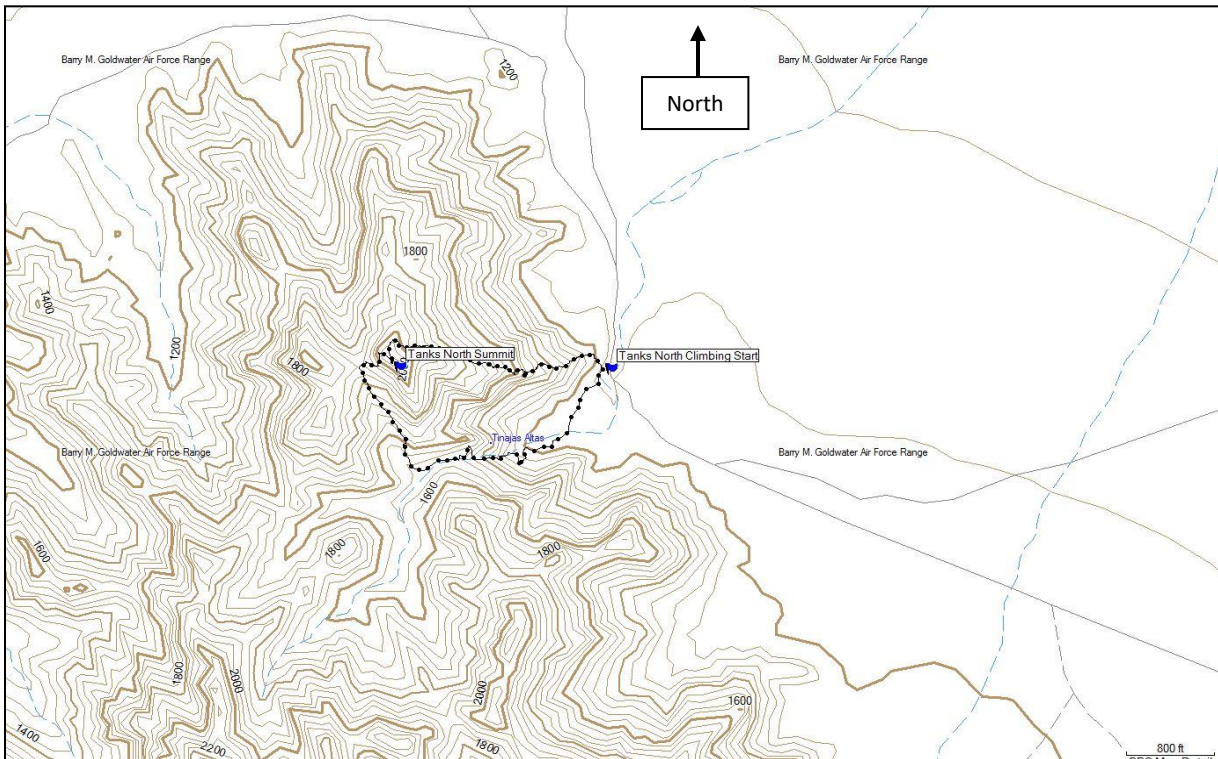 Barry M. Goldwater Air Force Range
Barry M. Goldwater Air Force Range
North
1200
1800
1400
1200
1800
Tanks North Summit
Tanks North Climbing Start
Tinajas Altas
Barry M. Goldwater Air Force Range
Barry M. Goldwater Air Force Range
1600
1600
1800
1800
1800
2000
2000
1600
1400
2200
1800
800 ft